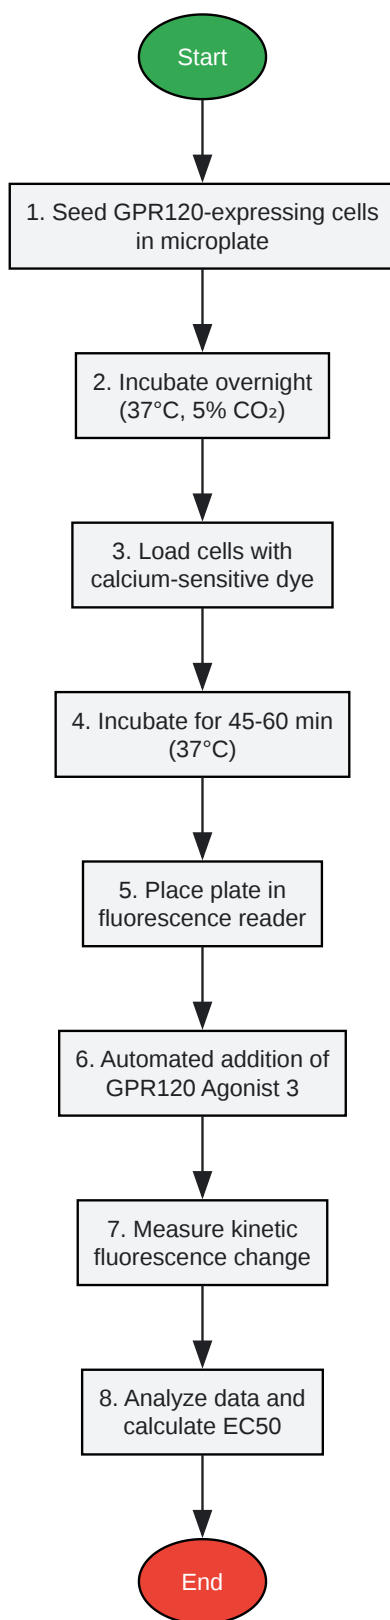 Start
1. Seed GPR120-expressing cells
in microplate
2. Incubate overnight
(37°C, 5% CO₂)
3. Load cells with
calcium-sensitive dye
4. Incubate for 45-60 min
(37°C)
5. Place plate in
fluorescence reader
6. Automated addition of
GPR120 Agonist 3
7. Measure kinetic
fluorescence change
8. Analyze data and
calculate EC50
End